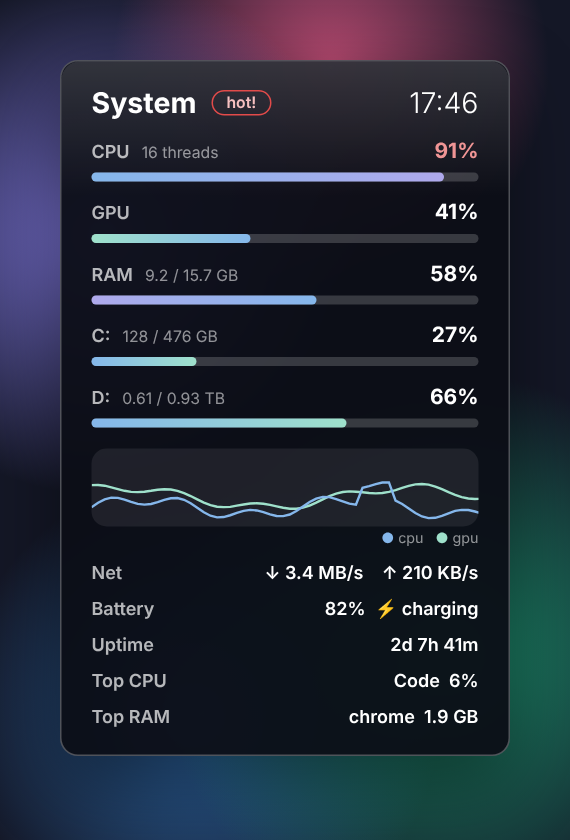 System hot! 17:46
CPU 16 threads 91%
GPU 41%
RAM 9.2 / 15.7 GB 58%
C: 128 / 476 GB 27%
D: 0.61 / 0.93 TB 66%
cpu gpu
Net ↓ 3.4 MB/s ↑ 210 KB/s
Battery 82% ⚡ charging
Uptime 2d 7h 41m
Top CPU Code 6%
Top RAM chrome 1.9 GB